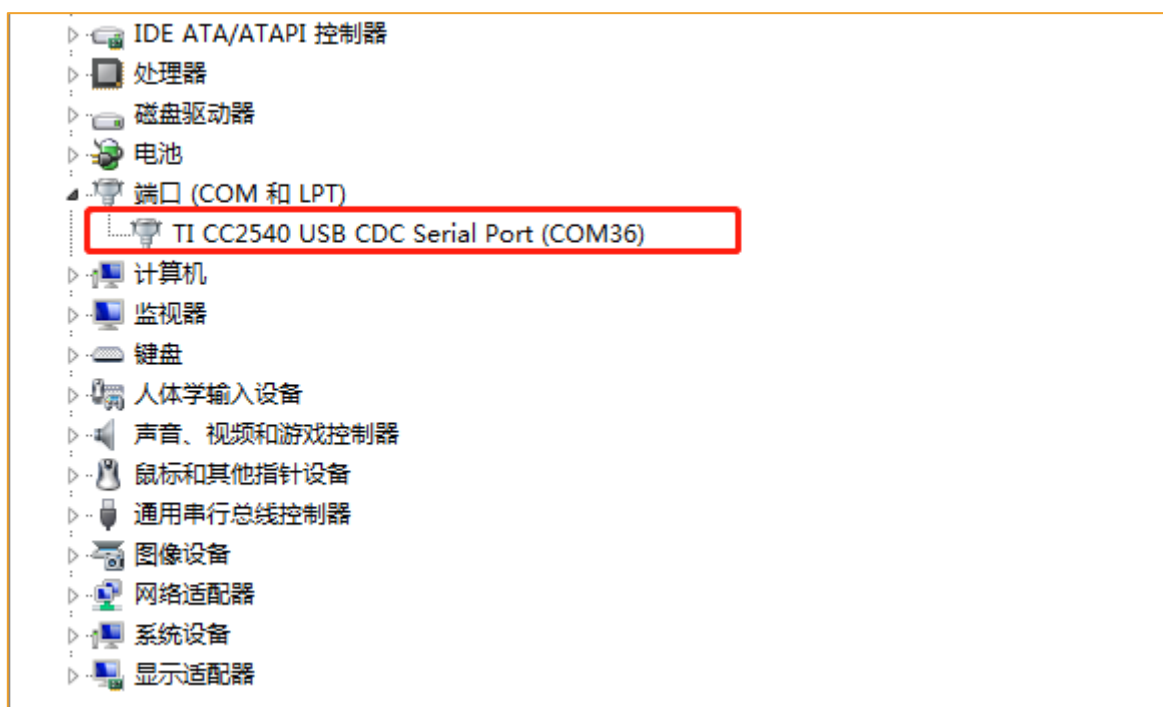 IDE ATA/ATAPI 控制器
处理器
磁盘驱动器
电池
端口 (COM 和 LPT)
TI CC2540 USB CDC Serial Port (COM36)
计算机
监视器
键盘
人体学输入设备
声音、视频和游戏控制器
鼠标和其他指针设备
通用串行总线控制器
图像设备
网络适配器
系统设备
显示适配器